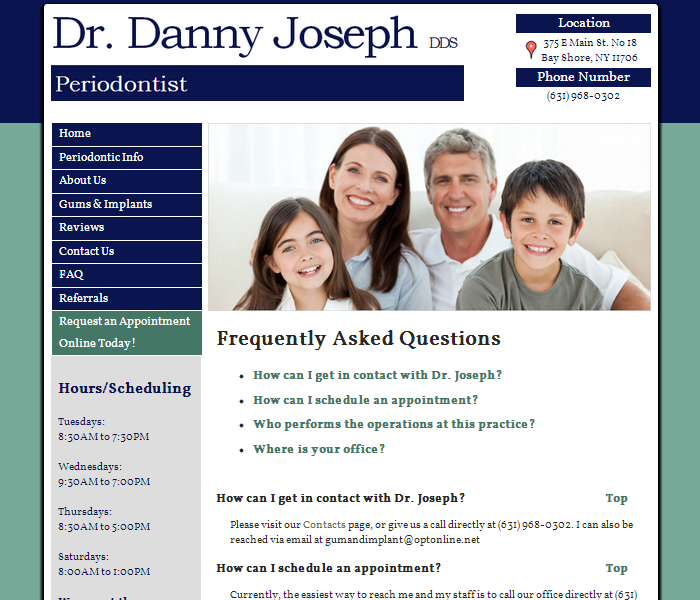 Dr. Danny Joseph DDS
Periodontist
Location
375 E Main St. No 18
Bay Shore, NY 11706
Phone Number
(631) 968-0302
Home
Periodontic Info
About Us
Gums & Implants
Reviews
Contact Us
FAQ
Referrals
Request an Appointment
Online Today!
Hours/Scheduling
Tuesdays:
8:30AM to 7:30PM
Wednesdays:
9:30AM to 7:00PM
Thursdays:
8:30AM to 5:00PM
Saturdays:
8:00AM to 1:00PM
Frequently Asked Questions
How can I get in contact with Dr. Joseph?
How can I schedule an appointment?
Who performs the operations at this practice?
Where is your office?
How can I get in contact with Dr. Joseph? Top
Please visit our Contacts page, or give us a call directly at (631) 968-0302. I can also be
reached via email at gumandimplant@optonline.net
How can I schedule an appointment? Top
Currently, the easiest way to reach me and my staff is to call our office directly at (631)